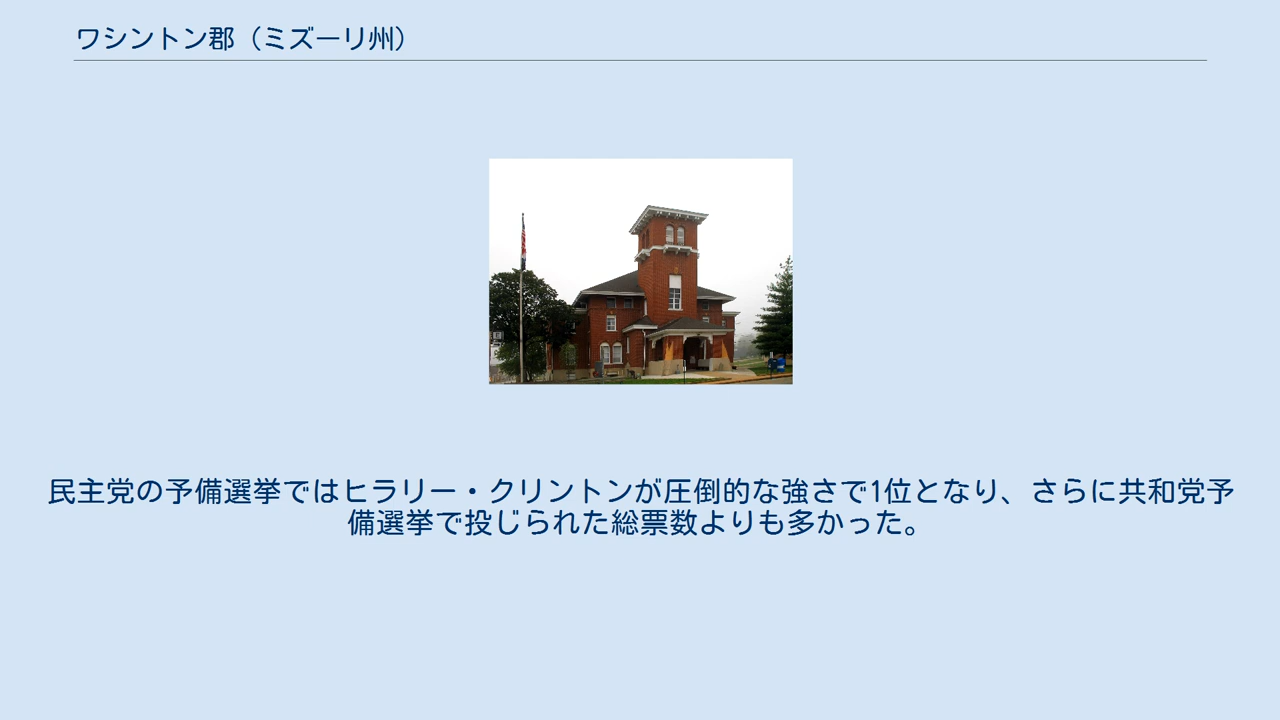 ワシントン郡（ミズーリ州）
民主党の予備選挙ではヒラリー・クリントンが圧倒的な強さで1位となり、さらに共和党予
備選挙で投じられた総票数よりも多かった。